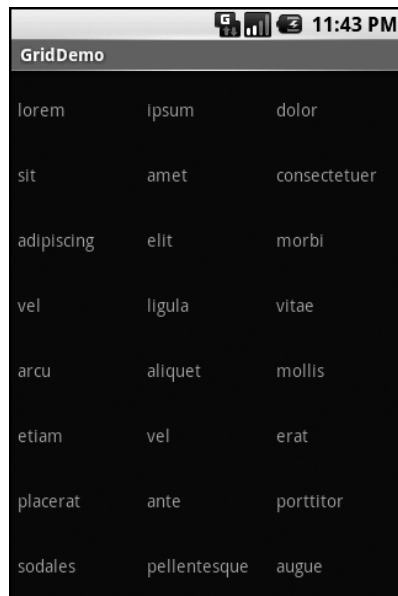 G 11:43 PM
GridDemo
lorem ipsum dolor
sit amet consectetuer
adipiscing elit morbi
vel ligula vitae
arcu aliquet mollis
etiam vel erat
placerat ante porttitor
sodales pellentesque augue